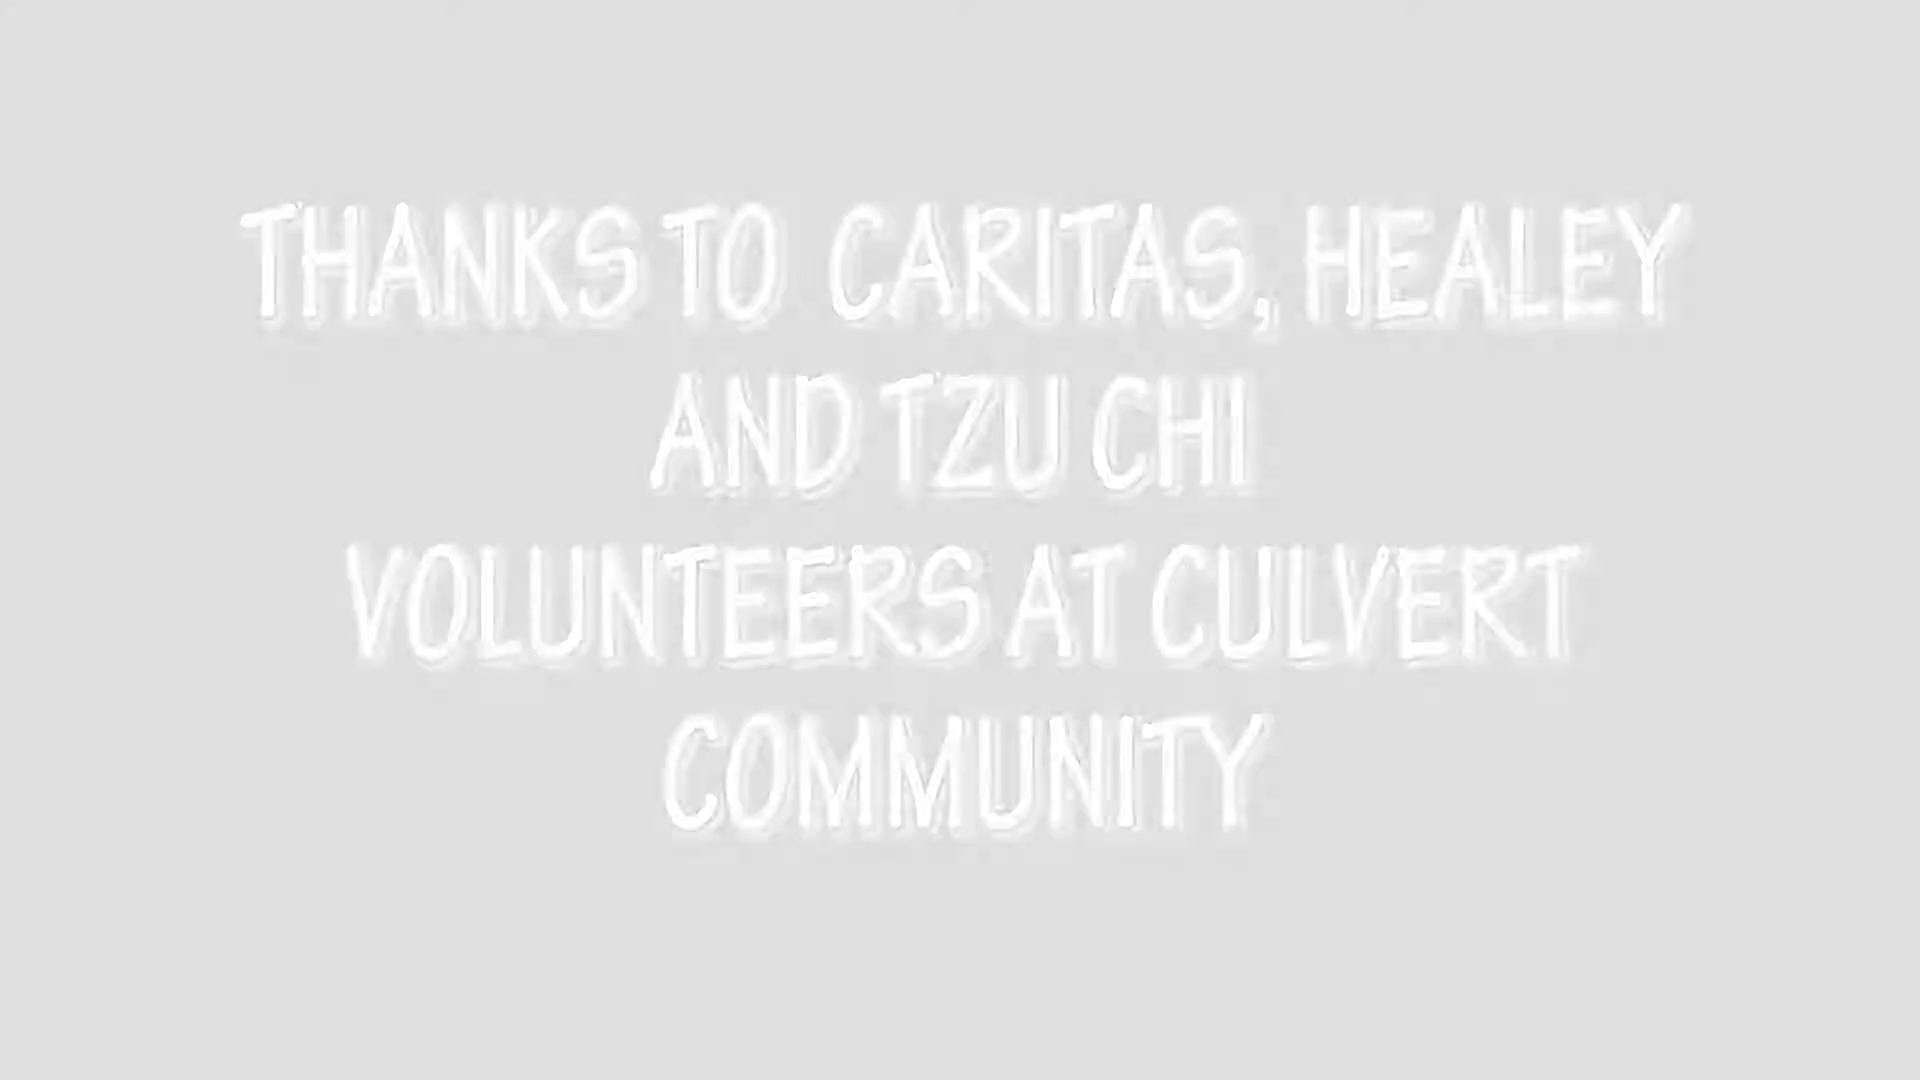 THANKS TO CARITAS, HEALEY
AND TZU CHI
VOLUNTEERS AT CULVERT
COMMUNITY